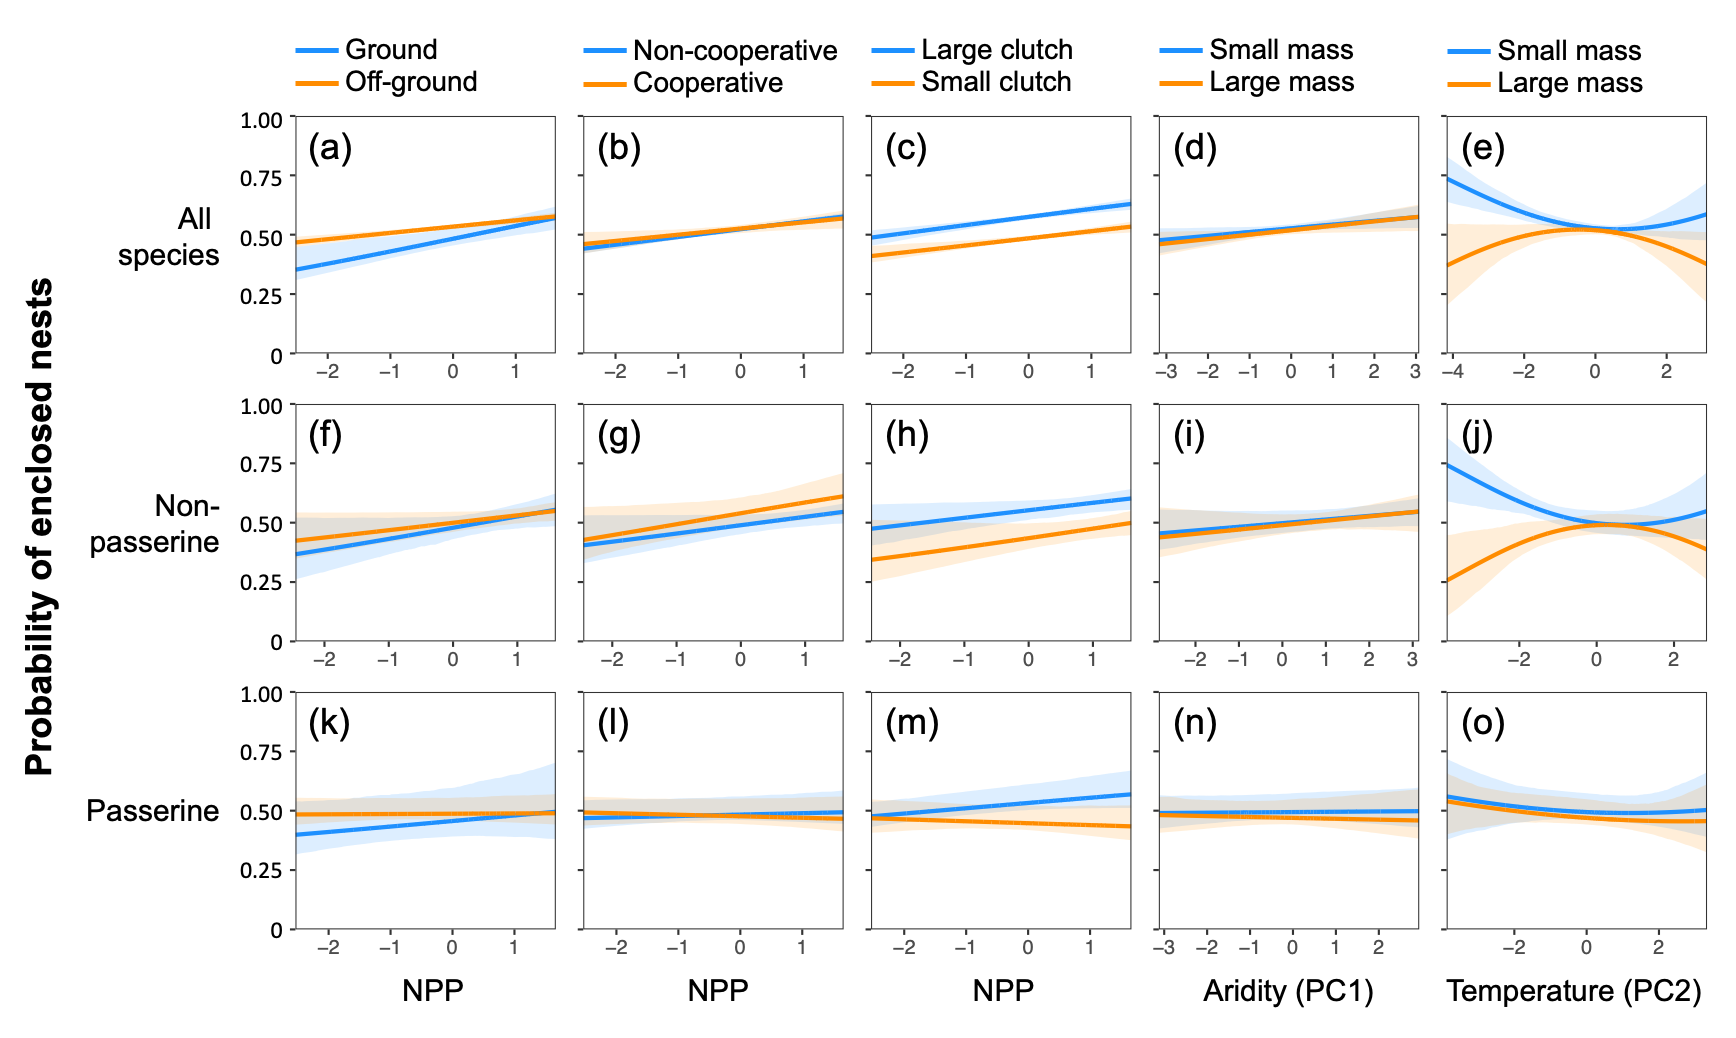 Ground
Off-ground
Non-cooperative
Cooperative
Large clutch
Small clutch
Small mass
Large mass
Small mass
Large mass
Probability of enclosed nests
All
species
1.00
0.75
0.50
0.25
0
(a)
−2 −1 0 1
(b)
−2 −1 0 1
(c)
−2 −1 0 1
(d)
−3 −2 −1 0 1 2 3
(e)
−4 −2 0 2
Non-
passerine
1.00
0.75
0.50
0.25
0
(f)
−2 −1 0 1
(g)
−2 −1 0 1
(h)
−2 −1 0 1
(i)
−2 −1 0 1 2 3
(j)
−2 0 2
Passerine
1.00
0.75
0.50
0.25
0
(k)
−2 −1 0 1
(l)
−2 −1 0 1
(m)
−2 −1 0 1
(n)
−3 −2 −1 0 1 2
(o)
−2 0 2
NPP
NPP
NPP
Aridity (PC1)
Temperature (PC2)